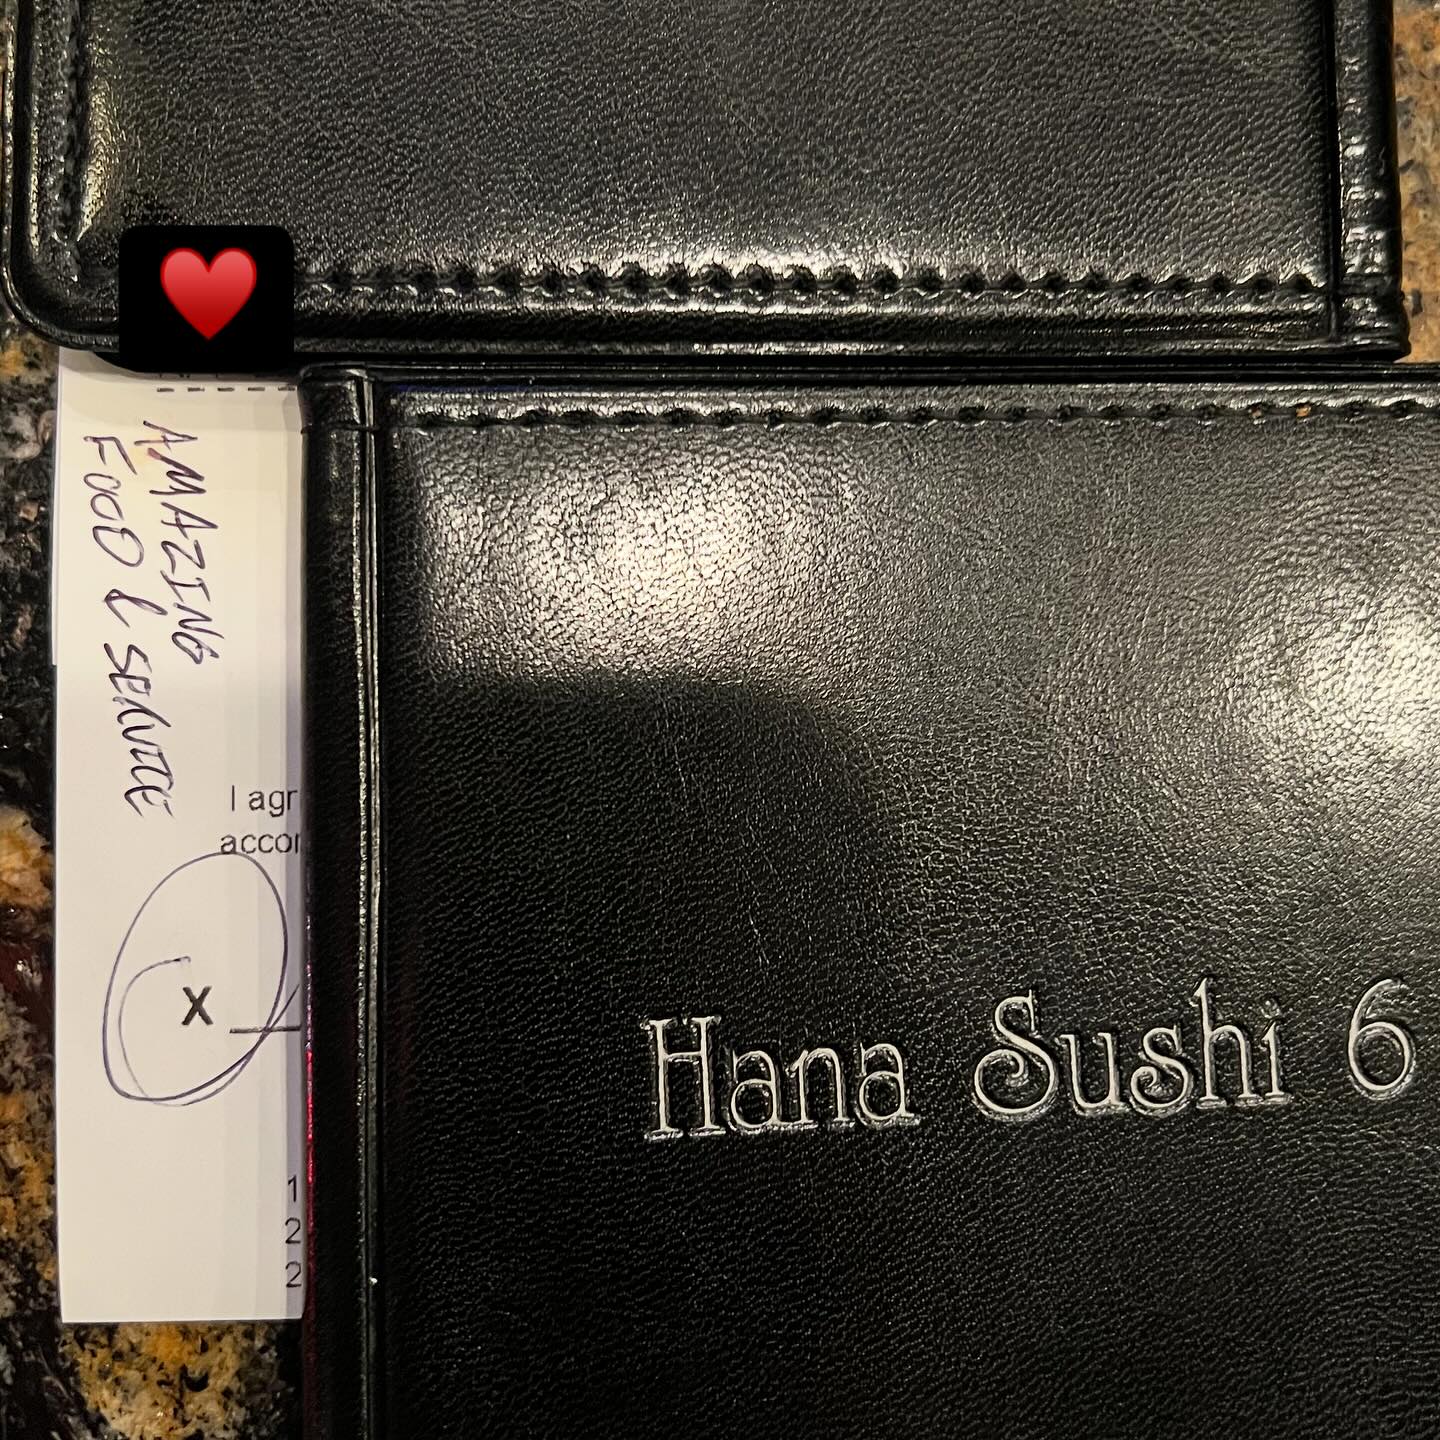 AMAZING
FOOD & SERVICE
I agr
accor
X
1
2
2
Hana Sushi 6